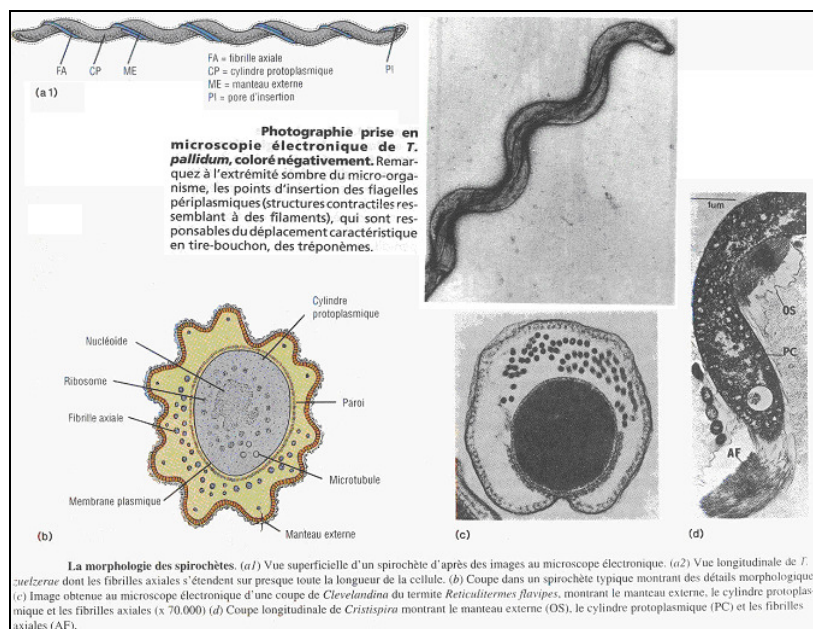 FA CP ME
FA = fibrille axiale
CP = cylindre protoplasmique
ME = manteau externe
PI = pore d'insertion
PI
(a1)
Photographie prise en
microscopie électronique de T.
pallidum, coloré négativement. Remar-
quez à l'extrémité sombre du micro-orga-
nisme, les points d'insertion des flagelles
périplasmiques (structures contractiles res-
semblant à des filaments), qui sont res-
ponsables du déplacement caractéristique
en tire-bouchon, des tréponèmes.
Cylindre
protoplasmique
Nucléoïde
Ribosome
Fibrille axiale
Paroi
Microtubule
Membrane plasmique
Manteau externe
(b)
(c)
1um
OS
PC
AF
(d)
La morphologie des spirochètes. (a1) Vue superficielle d'un spirochète d'après des images au microscope électronique. (a2) Vue longitudinale de T.
zuelzerae dont les fibrilles axiales s'étendent sur presque toute la longueur de la cellule. (b) Coupe dans un spirochète typique montrant des détails morphologique
(c) Image obtenue au microscope électronique d'une coupe de Clevelandina du termite Reticulitermes flavipes, montrant le manteau externe, le cylindre protoplas-
mique et les fibrilles axiales (x 70.000) (d) Coupe longitudinale de Cristispira montrant le manteau externe (OS), le cylindre protoplasmique (PC) et les fibrilles
axiales (AF).